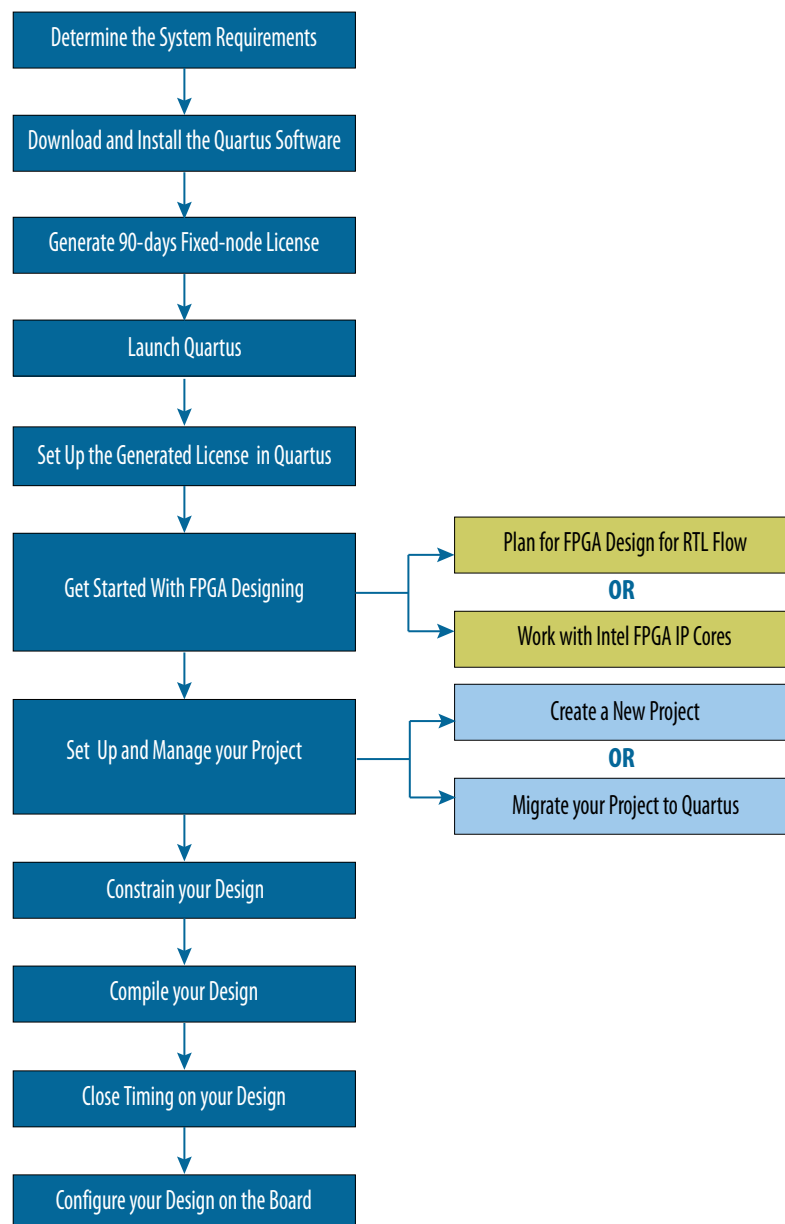 Determine the System Requirements
Download and Install the Quartus Software
Generate 90-days Fixed-node License
Launch Quartus
Set Up the Generated License in Quartus
Get Started With FPGA Designing
Plan for FPGA Design for RTL Flow
OR
Work with Intel FPGA IP Cores
Set Up and Manage your Project
Create a New Project
OR
Migrate your Project to Quartus
Constrain your Design
Compile your Design
Close Timing on your Design
Configure your Design on the Board